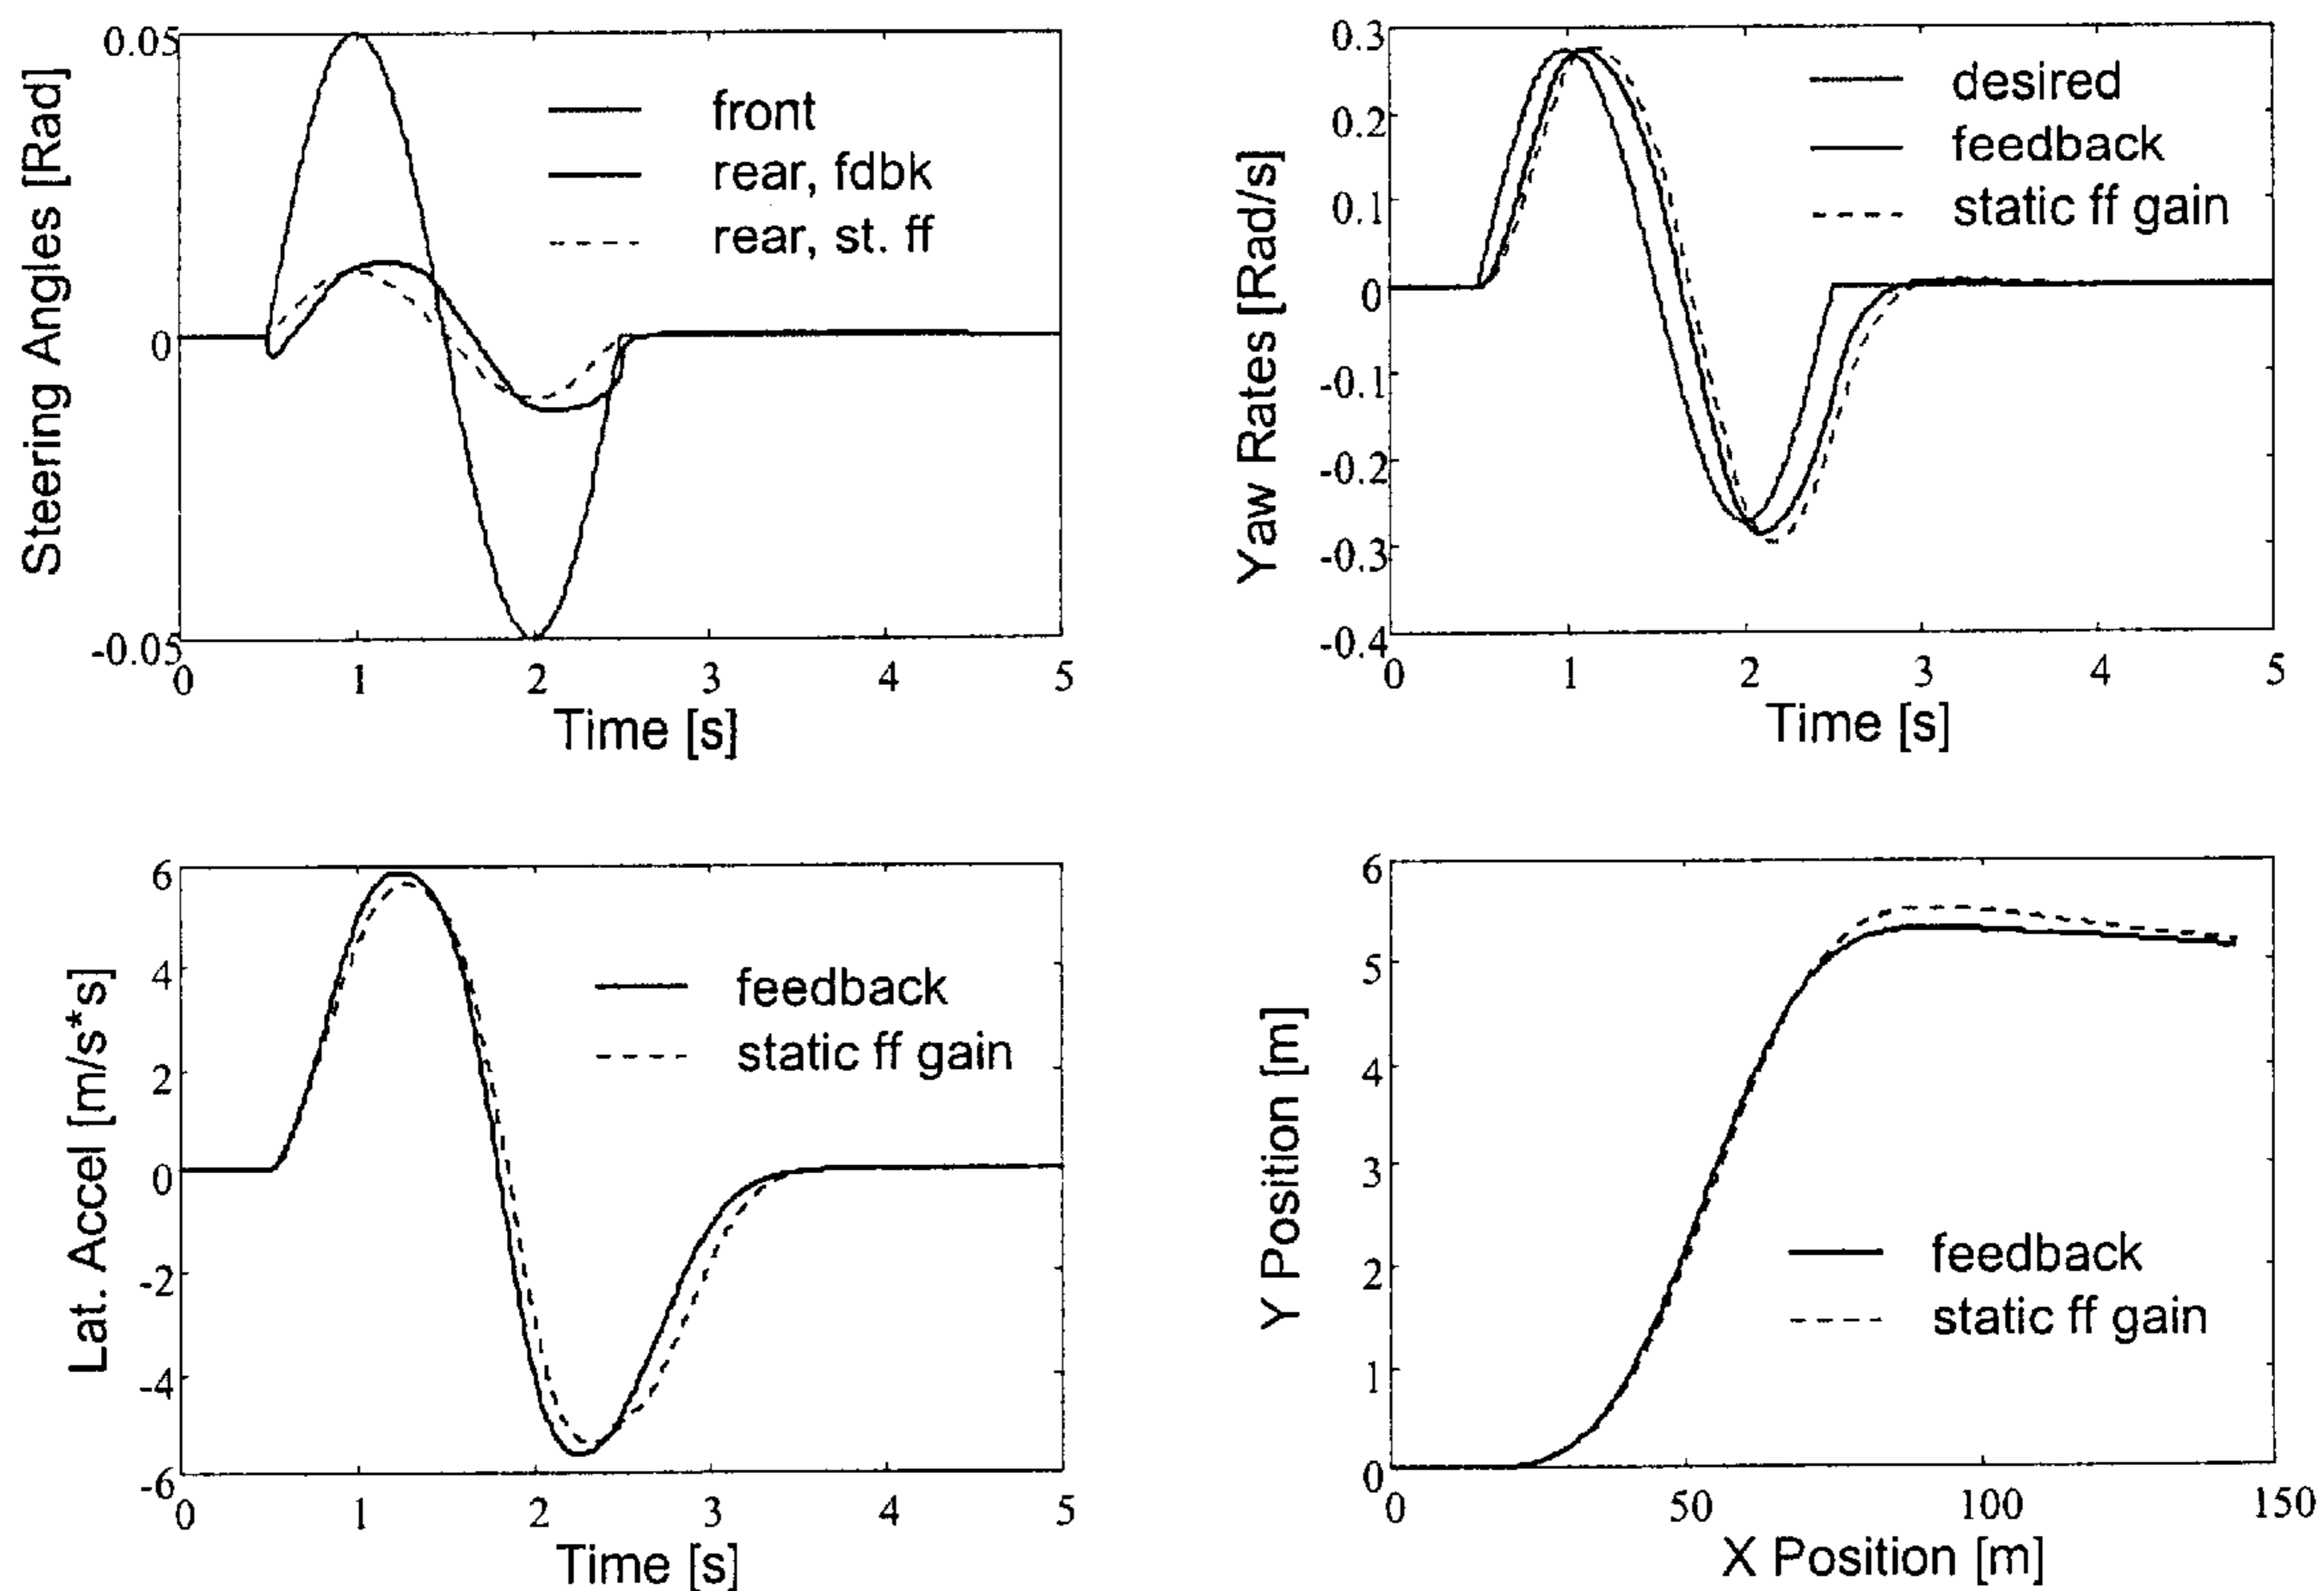 0.05
0
-0.05
Steering Angles [Rad]
front
rear, fdbk
rear, st. ff
0 1 2 3 4 5
Time [s]
0.3
0.2
0.1
0
-0.1
-0.2
-0.3
-0.4
Yaw Rates [Rad/s]
desired
feedback
static ff gain
0 1 2 3 4 5
Time [s]
6
4
2
0
-2
-4
-6
Lat. Accel [m/s*s]
feedback
static ff gain
0 1 2 3 4 5
Time [s]
6
5
4
3
2
1
0
Y Position [m]
feedback
static ff gain
0 50 100 150
X Position [m]